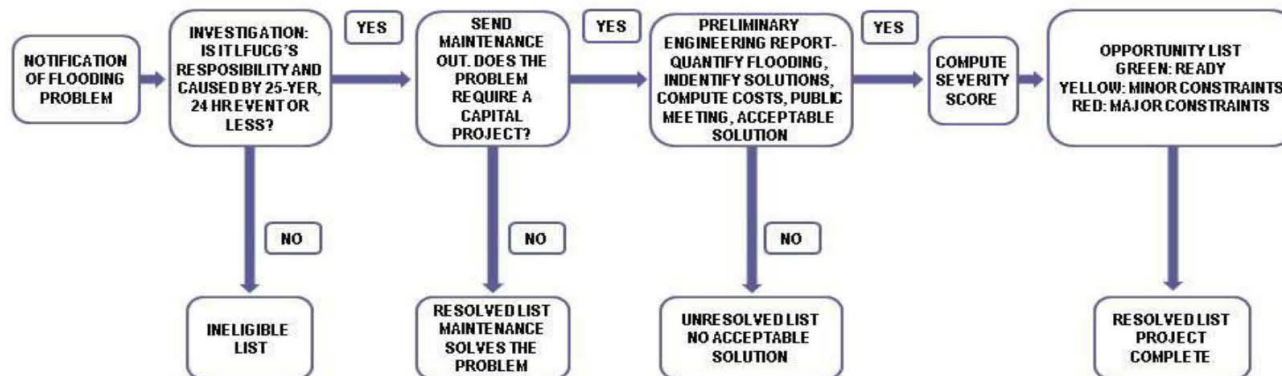 NOTIFICATION
OF FLOODING
PROBLEM
INVESTIGATION:
IS IT LFUCG'S
RESPOSIBILITY AND
CAUSED BY 25-YER,
24 HR EVENT OR
LESS?
YES
SEND
MAINTENANCE
OUT. DOES THE
PROBLEM
REQUIRE A
CAPITAL
PROJECT?
YES
PRELIMINARY
ENGINEERING REPORT-
QUANTIFY FLOODING,
INDENTIFY SOLUTIONS,
COMPUTE COSTS, PUBLIC
MEETING, ACCEPTABLE
SOLUTION
YES
COMPUTE
SEVERITY
SCORE
OPPORTUNITY LIST
GREEN: READY
YELLOW: MINOR CONSTRAINTS
RED: MAJOR CONSTRAINTS
NO
NO
NO
INELIGIBLE
LIST
RESOLVED LIST
MAINTENANCE
SOLVES THE
PROBLEM
UNRESOLVED LIST
NO ACCEPTABLE
SOLUTION
RESOLVED LIST
PROJECT
COMPLETE